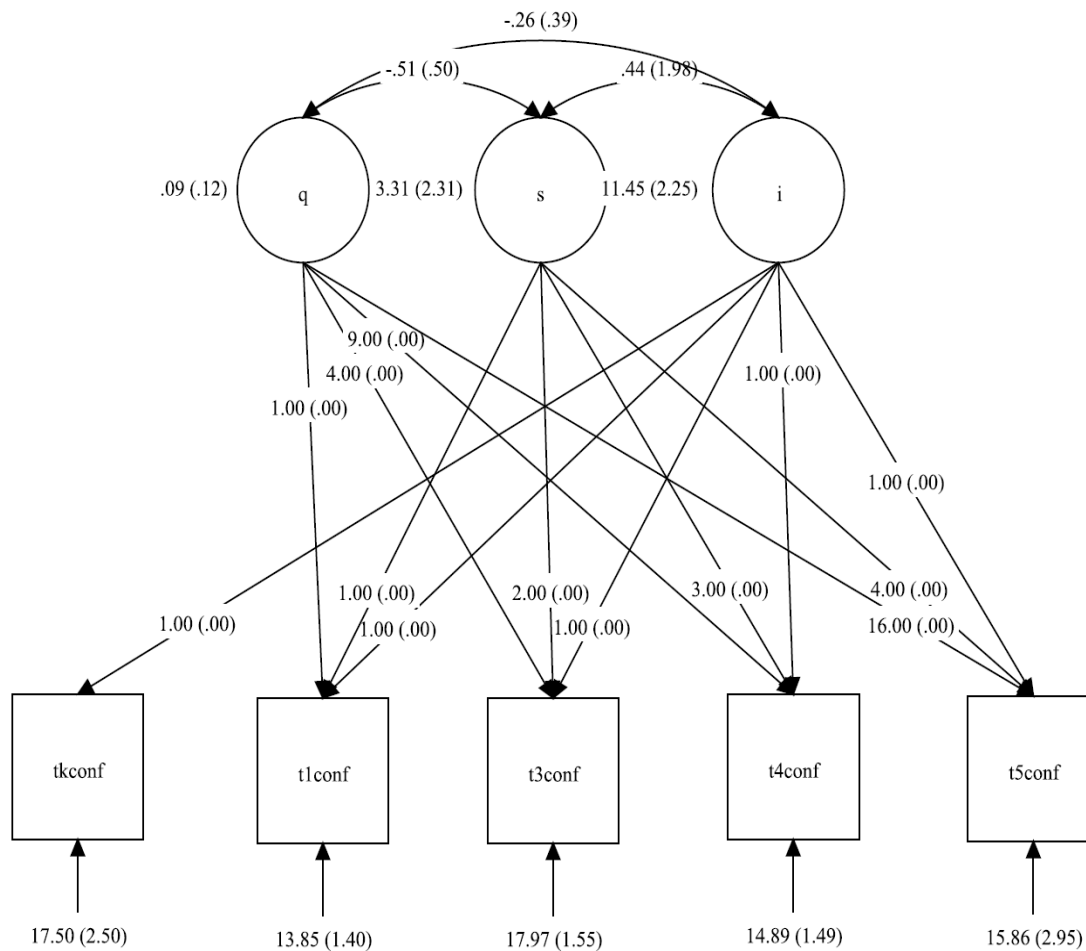 -.26 (.39)
-.51 (.50) .44 (1.98)
.09 (.12) q 3.31 (2.31) s 11.45 (2.25) i
9.00 (.00)
4.00 (.00) 1.00 (.00)
1.00 (.00)
1.00 (.00)
1.00 (.00) 2.00 (.00) 3.00 (.00) 4.00 (.00)
1.00 (.00) 1.00 (.00) 1.00 (.00) 16.00 (.00)
tkconf t1conf t3conf t4conf t5conf
17.50 (2.50) 13.85 (1.40) 17.97 (1.55) 14.89 (1.49) 15.86 (2.95)